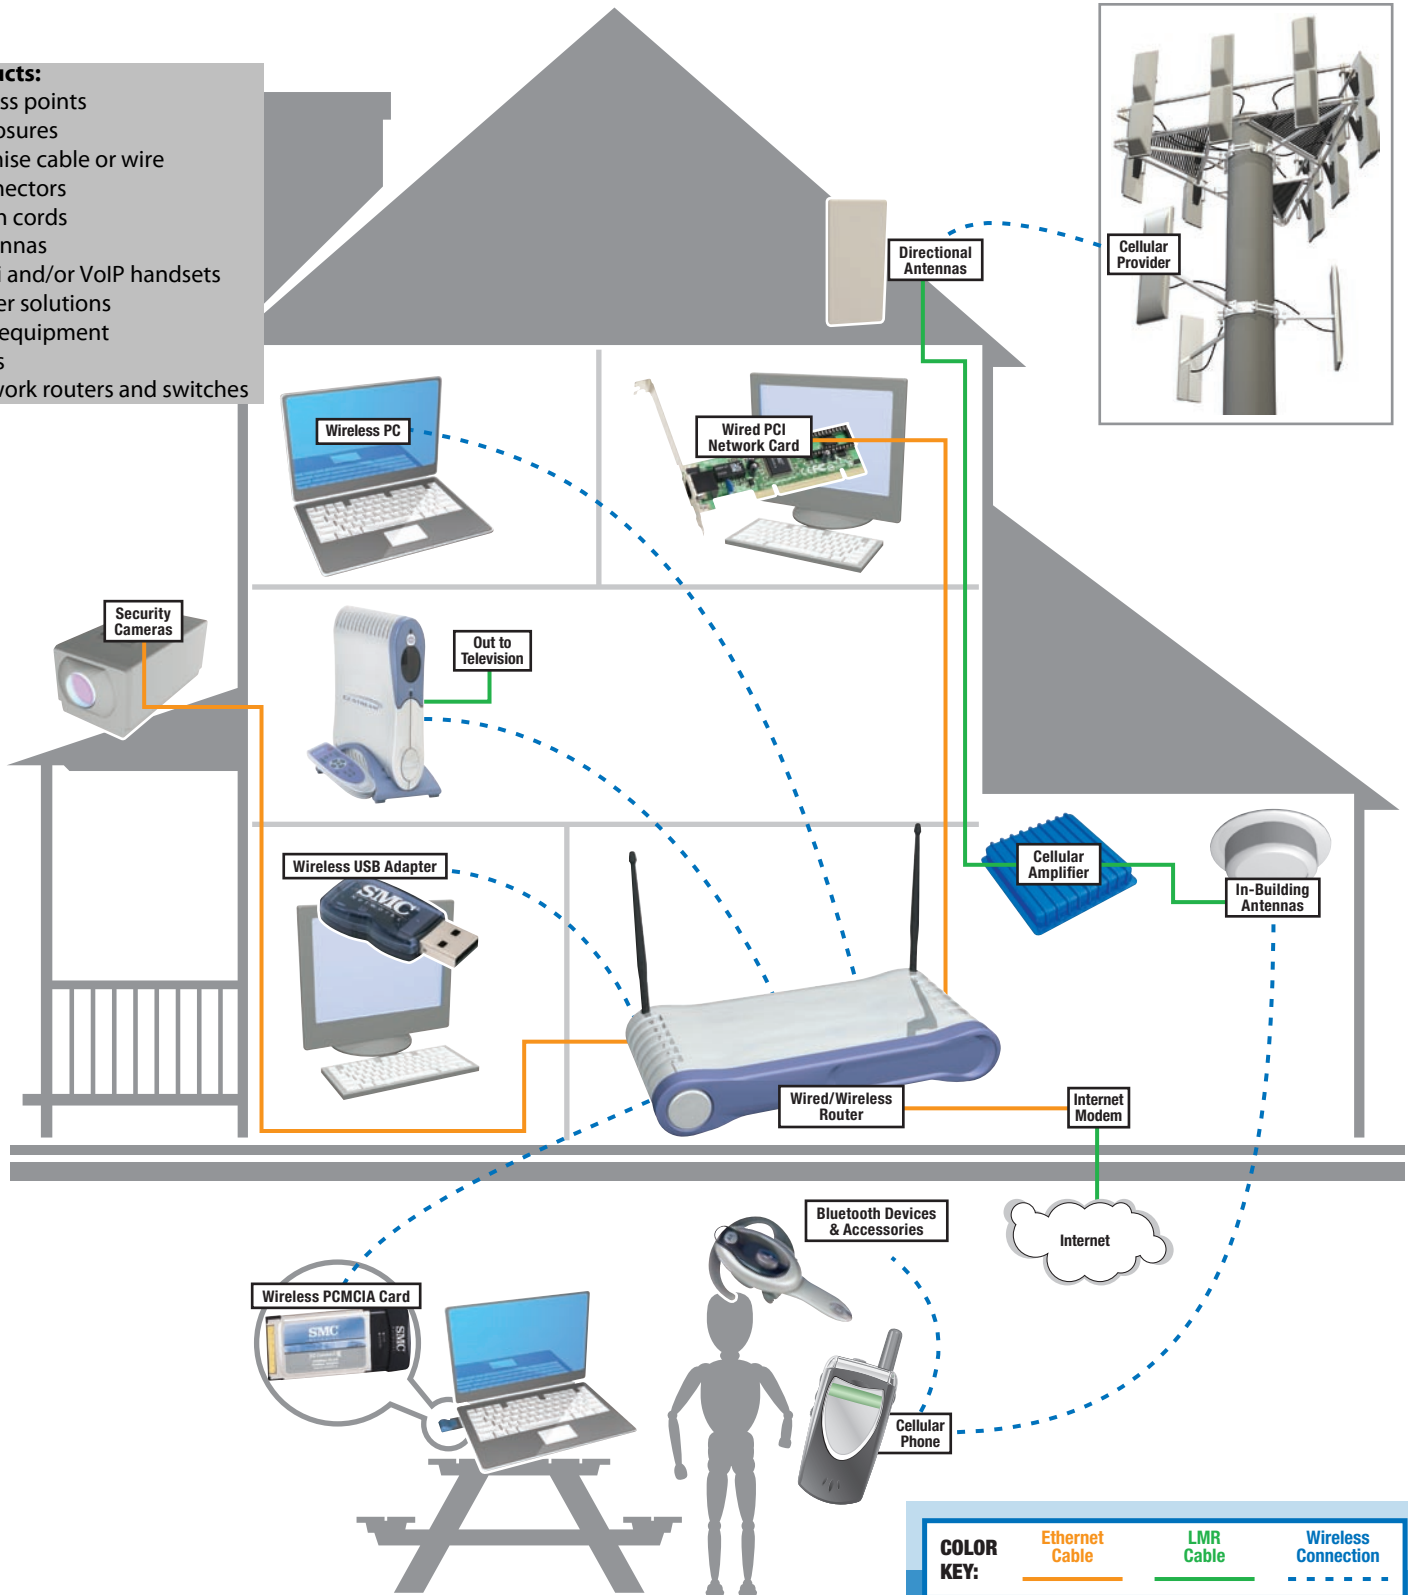 ucts:
ss points
osures
nise cable or wire
nectors
h cords
nnas
i and/or VoIP handsets
er solutions
equipment
s
work routers and switches
Directional
Antennas
Cellular
Provider
Wireless PC
Wired PCI
Network Card
Security
Cameras
Out to
Television
Wireless USB Adapter
SMC
Cellular
Amplifier
In-Building
Antennas
Wired/Wireless
Router
Internet
Modem
Internet
Bluetooth Devices
& Accessories
Wireless PCMCIA Card
SMC
SMC
Cellular
Phone
COLOR
KEY:
Ethernet
Cable
LMR
Cable
Wireless
Connection